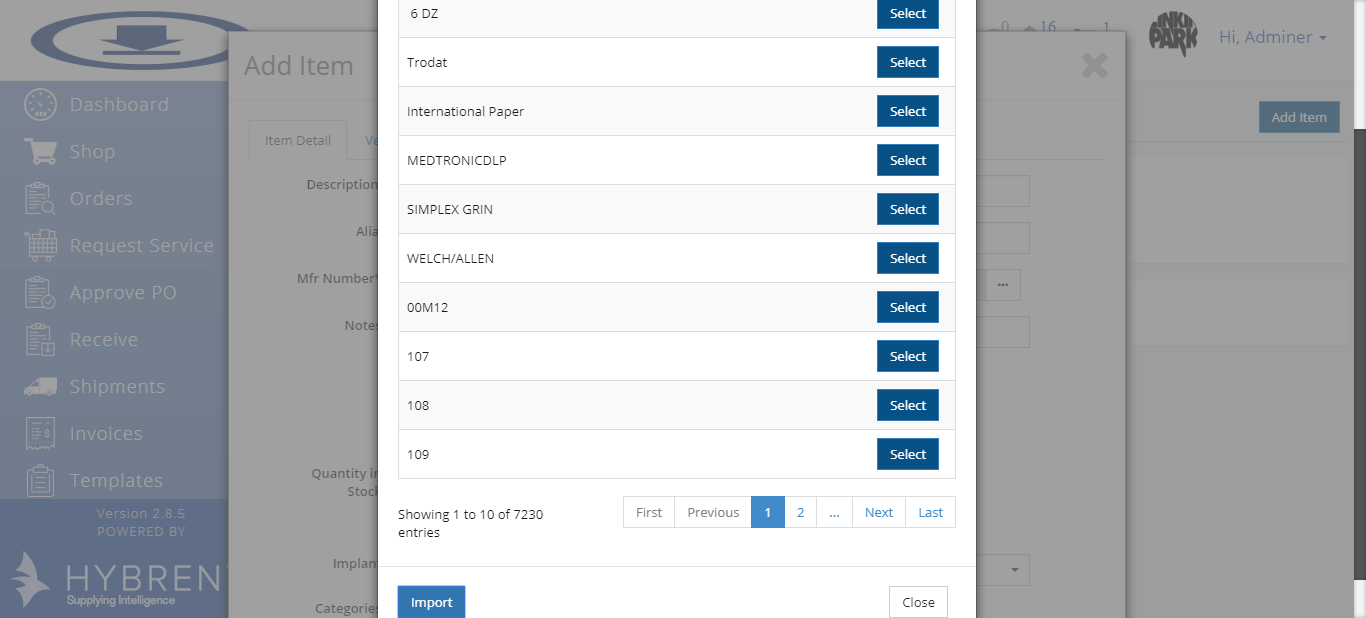 6 DZ
Select
0
16
1
LINKIN PARK
Hi, Adminer
Add Item
Trodat
Select
Dashboard
International Paper
Select
Add Item
Item Detail
Ve
Shop
MEDTRONICDLP
Select
Description
Orders
SIMPLEX GRIN
Select
Alia
Request Service
WELCH/ALLEN
Select
Mfr Number*
...
Approve PO
00M12
Select
Notes
Receive
107
Select
Shipments
108
Select
Invoices
109
Select
Quantity in
Stock
Templates
Showing 1 to 10 of 7230
entries
First
Previous
1
2
...
Next
Last
Version 2.8.5
POWERED BY
HYBREN
Supplying Intelligence
Implant
Categories
Import
Close